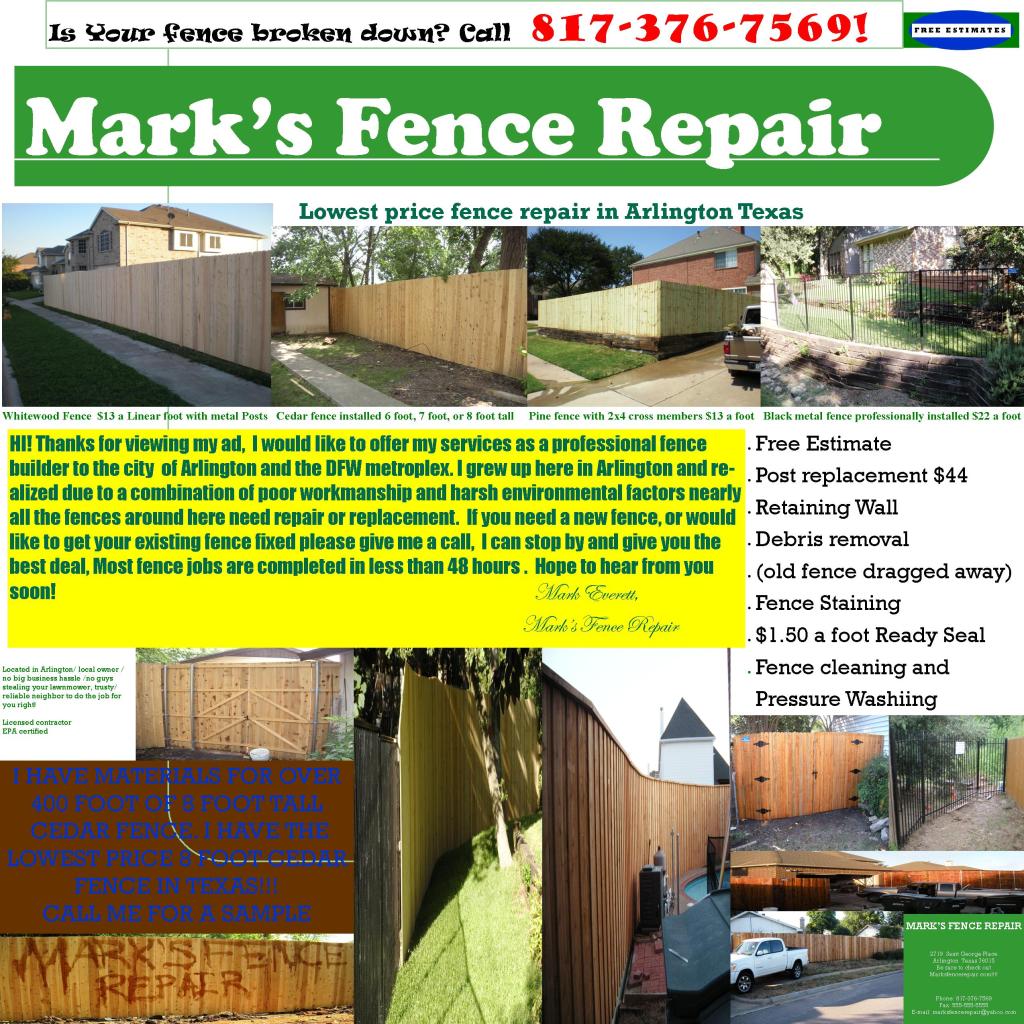 Is Your fence broken down? Call 817-376-7569!
FREE ESTIMATES
Mark's Fence Repair
Lowest price fence repair in Arlington Texas
Whitewood Fence $13 a Linear foot with metal Posts
Cedar fence installed 6 foot, 7 foot, or 8 foot tall
Pine fence with 2x4 cross members $13 a foot
Black metal fence professionally installed $22 a foot
HI! Thanks for viewing my ad, I would like to offer my services as a professional fence
builder to the city of Arlington and the DFW metroplex. I grew up here in Arlington and re-
alized due to a combination of poor workmanship and harsh environmental factors nearly
all the fences around here need repair or replacement. If you need a new fence, or would
like to get your existing fence fixed please give me a call, I can stop by and give you the
best deal, Most fence jobs are completed in less than 48 hours . Hope to hear from you
soon!
Mark Everett,
Mark's Fence Repair
. Free Estimate
. Post replacement $44
. Retaining Wall
. Debris removal
. (old fence dragged away)
. Fence Staining
. $1.50 a foot Ready Seal
. Fence cleaning and
Pressure Washiing
Located in Arlington/ local owner /
no big business hassle /no guys
stealing your lawnmower, trusty/
reliable neighbor to do the job for
you right!!
Licensed contractor
EPA certified
I HAVE MATERIALS FOR OVER
400 FOOT OF 8 FOOT TALL
CEDAR FENCE. I HAVE THE
LOWEST PRICE 8 FOOT CEDAR
FENCE IN TEXAS!!!
CALL ME FOR A SAMPLE
MARK'S FENCE
REPAIR
MARK'S FENCE REPAIR
2719 Saint George Place
Arlington Texas 76015
Be sure to check out
Marksfencerepair.com!!!
Phone: 817-376-7569
Fax: 555-555-5555
E-mail: marksfencerepair@yahoo.com